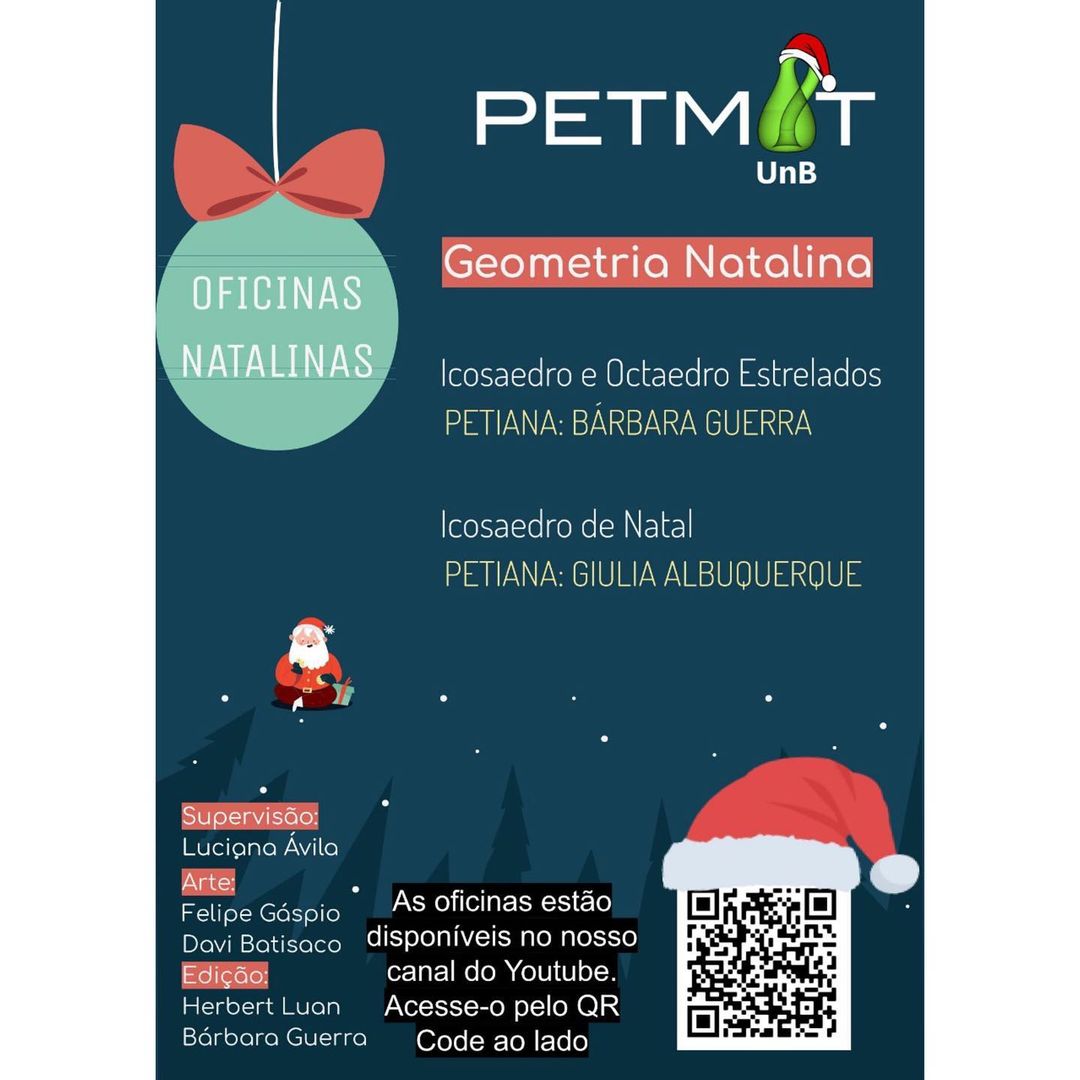 PETMAT
UnB
OFICINAS
NATALINAS
Geometria Natalina
Icosaedro e Octaedro Estrelados
PETIANA: BÁRBARA GUERRA
Icosaedro de Natal
PETIANA: GIULIA ALBUQUERQUE
Supervisão:
Luciana Ávila
Arte:
Felipe Gáspio
Davi Batisaco
Edição:
Herbert Luan
Bárbara Guerra
As oficinas estão
disponíveis no nosso
canal do Youtube.
Acesse-o pelo QR
Code ao lado